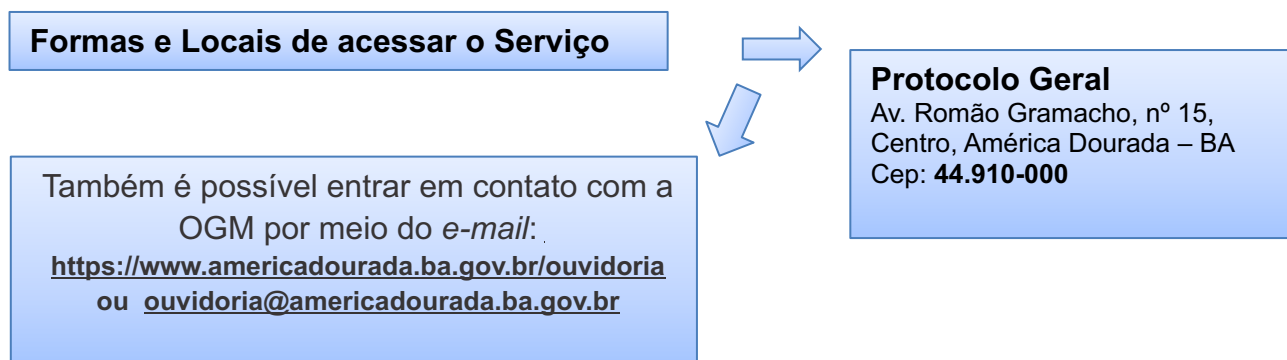 Formas e Locais de acessar o Serviço
Protocolo Geral
Av. Romão Gramacho, nº 15,
Centro, América Dourada – BA
Cep: 44.910-000
Também é possível entrar em contato com a
OGM por meio do e-mail:
https://www.americadourada.ba.gov.br/ouvidoria
ou ouvidoria@americadourada.ba.gov.br